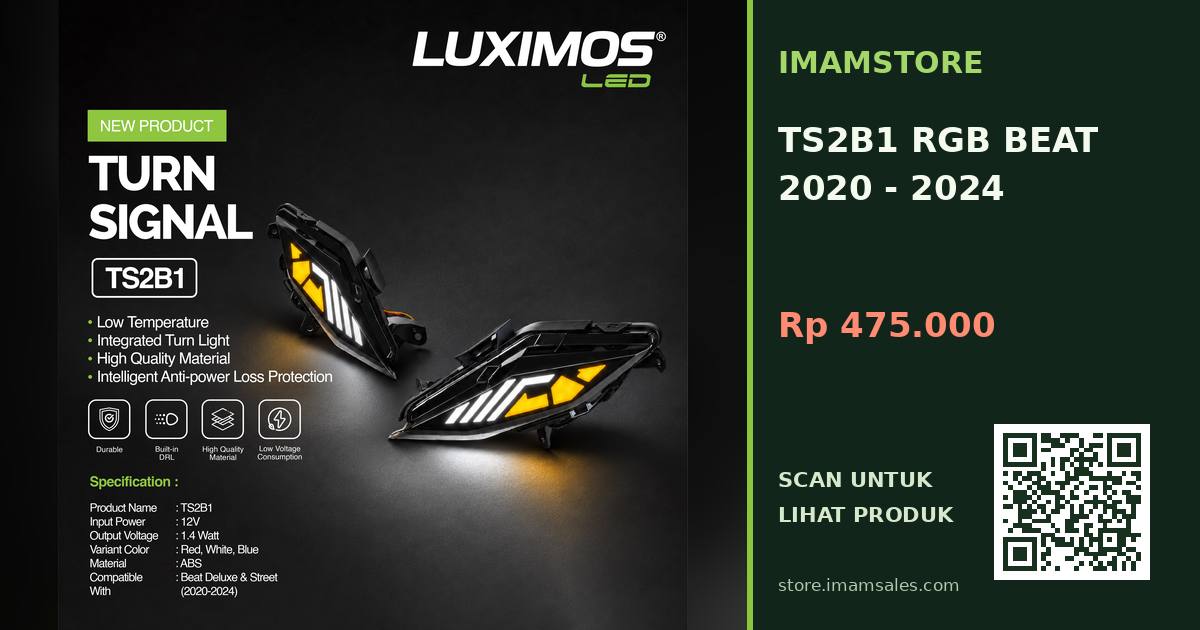 LUXIMOS®
LED
NEW PRODUCT
TURN
SIGNAL
TS2B1
• Low Temperature
• Integrated Turn Light
• High Quality Material
• Intelligent Anti-power Loss Protection
Durable
Built-in
DRL
High Quality
Material
Low Voltage
Consumption
Specification :
Product Name : TS2B1
Input Power : 12V
Output Voltage : 1.4 Watt
Variant Color : Red, White, Blue
Material : ABS
Compatible : Beat Deluxe & Street
With (2020-2024)
IMAMSTORE
TS2B1 RGB BEAT
2020 - 2024
Rp 475.000
SCAN UNTUK
LIHAT PRODUK
store.imamsales.com